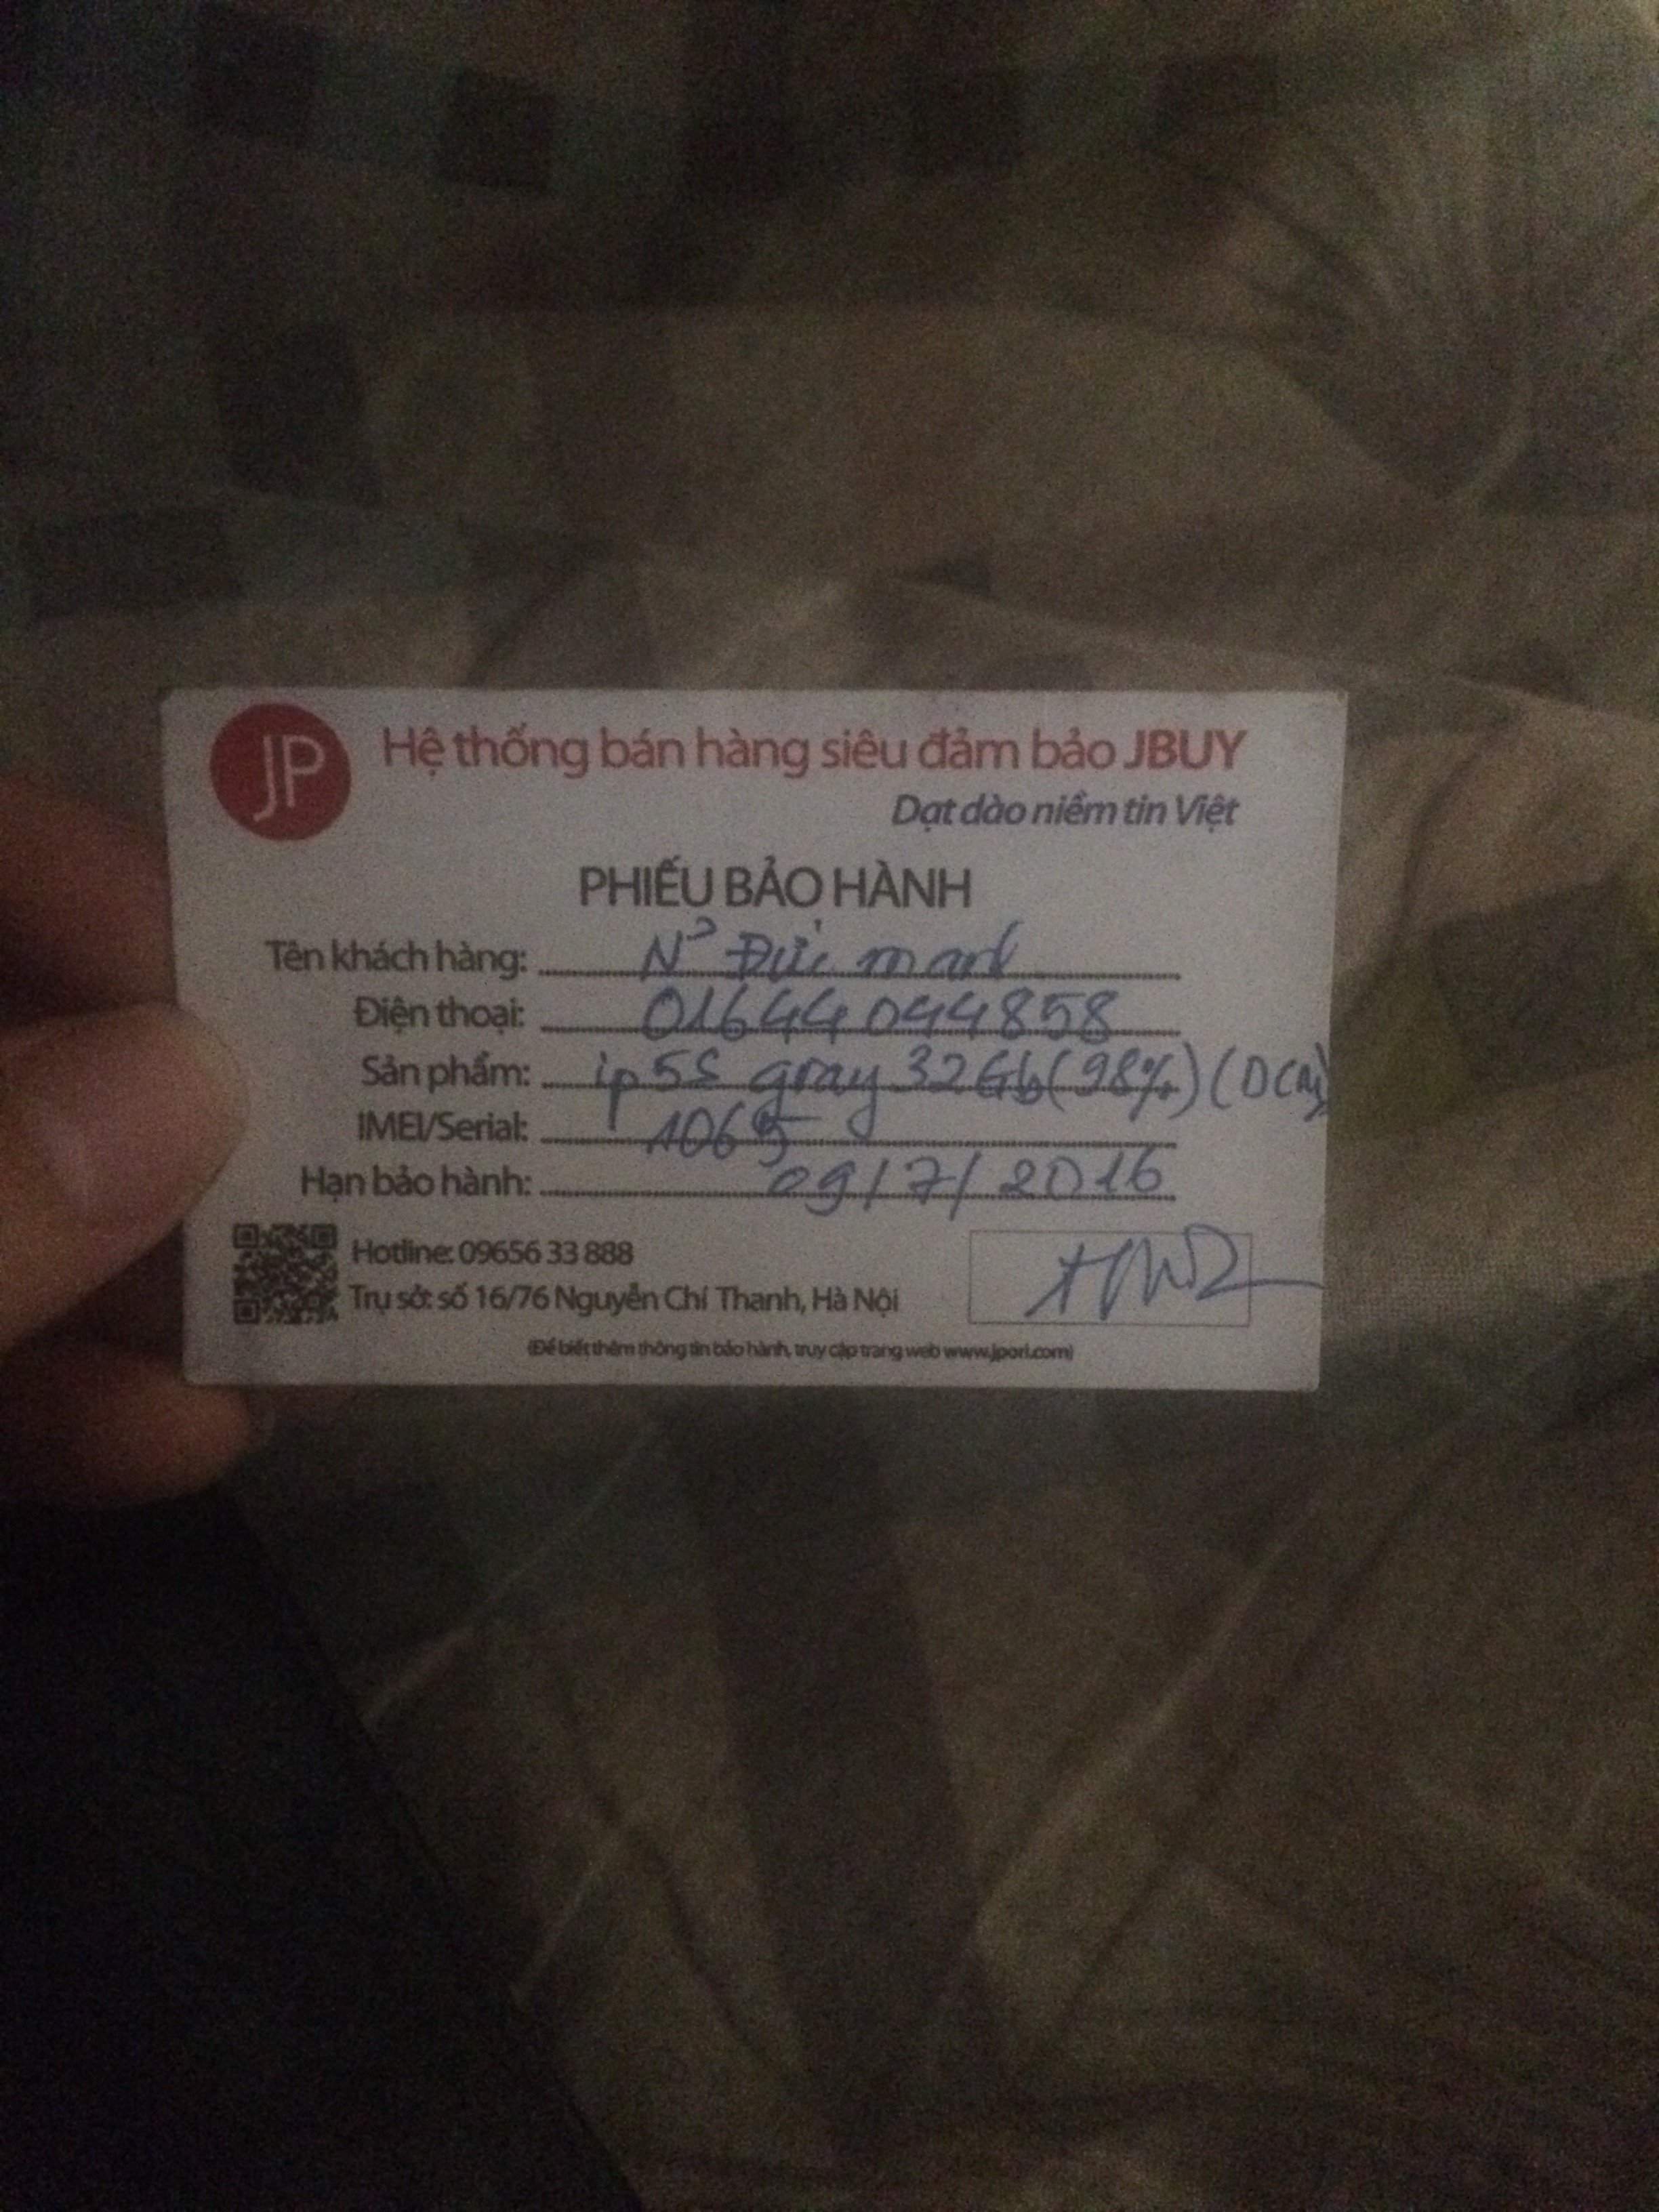 JP
Hệ thống bán hàng siêu đảm bảo JBUY
Dạt dào niềm tin Việt
PHIẾU BẢO HÀNH
Tên khách hàng: Đức
Điện thoại: 01644044858
Sản phẩm: ip5S gray 32Gb (98%)
IMEI/Serial: 1065
Hạn bảo hành: 09/7/2016
Hotline: 09656 33 888
Trụ sở: số 16/76 Nguyễn Chí Thanh, Hà Nội
(Để biết thêm thông tin bảo hành, truy cập trang web www.jpori.com)